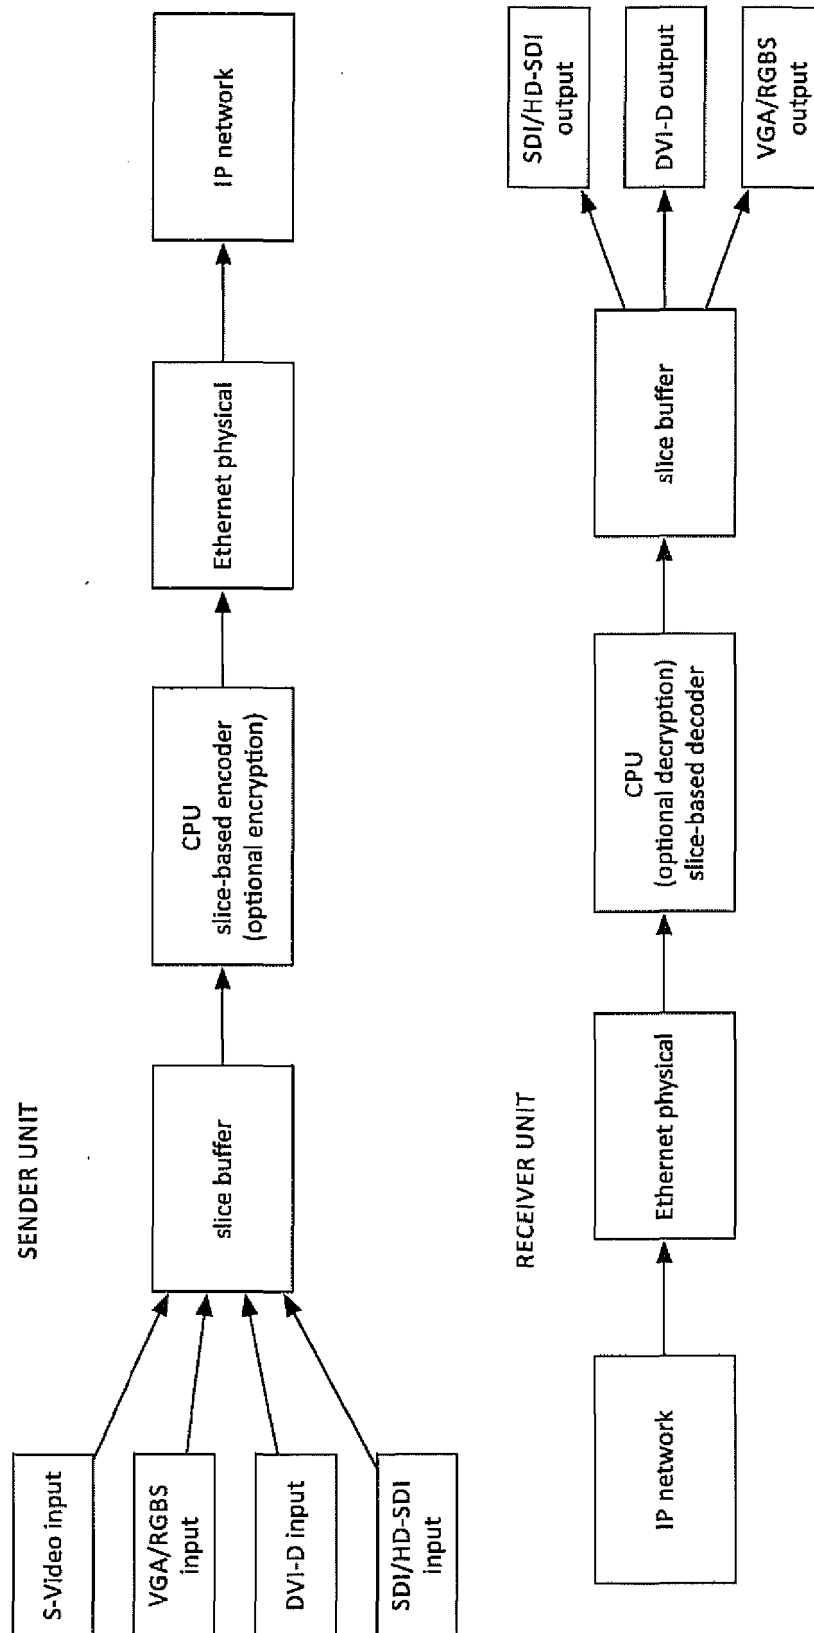 SENDER UNIT
S-Video input
VGA/RGBS
input
DVI-D input
SDI/HD-SDI
input
slice buffer
CPU
slice-based encoder
(optional encryption)
Ethernet physical
IP network
RECEIVER UNIT
IP network
Ethernet physical
CPU
(optional decryption)
slice-based decoder
slice buffer
SDI/HD-SDI
output
DVI-D output
VGA/RGBS
output